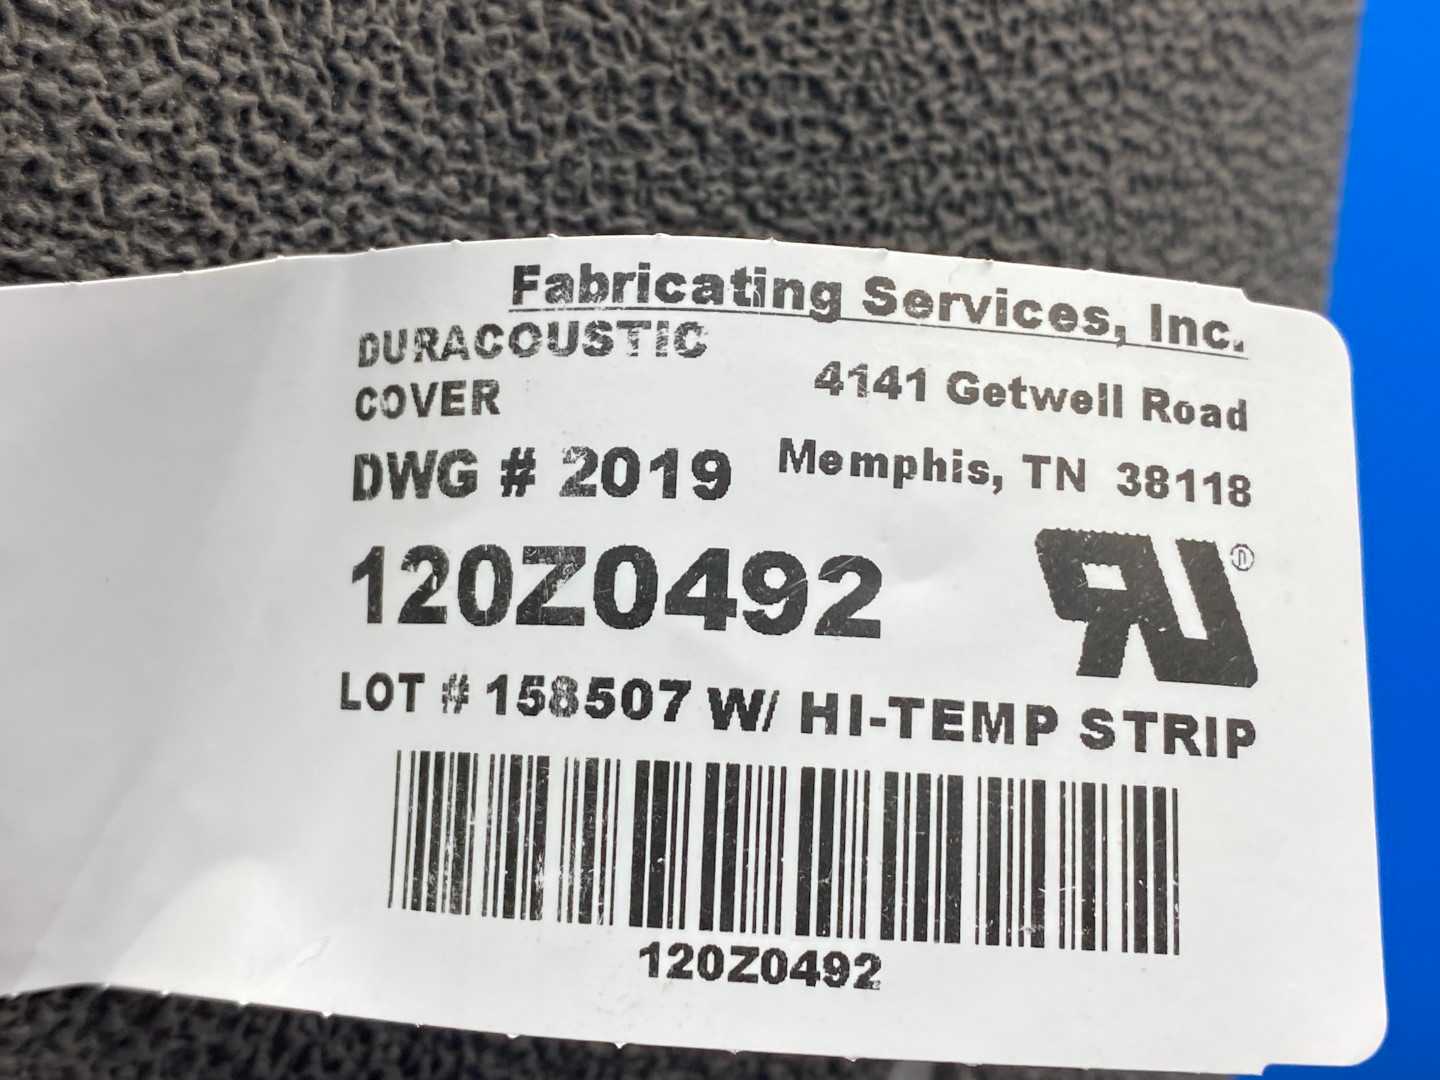 Fabricating Services, Inc.
DURACOUSTIC
COVER
4141 Getwell Road
DWG # 2019
Memphis, TN 38118
120Z0492
LOT # 158507 W/ HI-TEMP STRIP
120Z0492